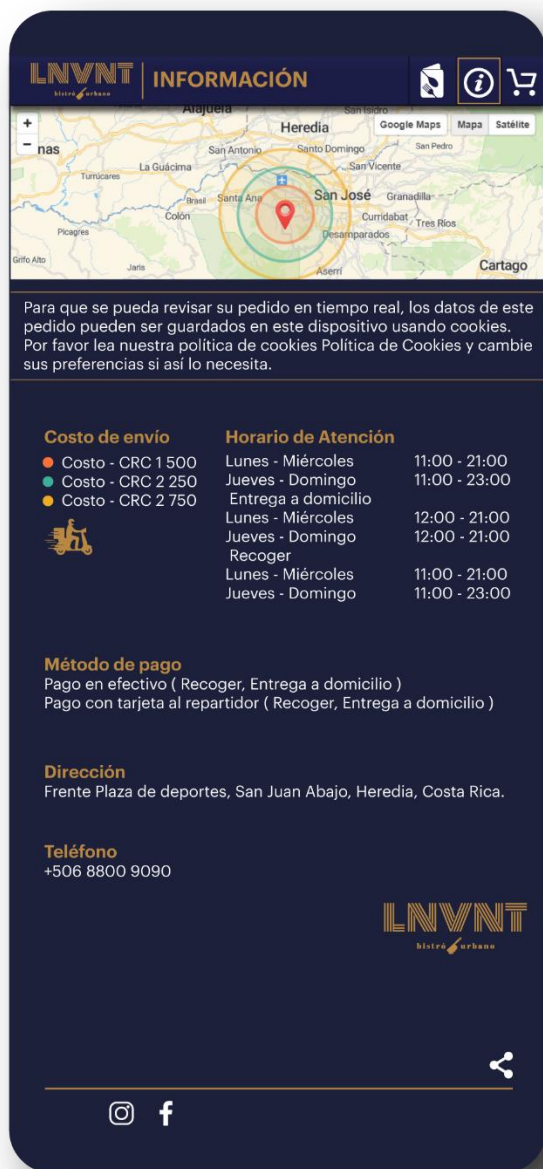 LNVNT
bistró urbano
INFORMACIÓN
i
Alajuela
San Isidro
+
-
nas
Heredia
Google Maps
Mapa
Satélite
San Antonio
Santo Domingo
San Pedro
La Guácima
San Vicente
Turrúcares
Brasil
Santa Ana
San José
Granadilla
Colón
Curridabat
Tres Rios
Picagres
Desamparados
Grifo Alto
Jaris
Aserrí
Cartago
Para que se pueda revisar su pedido en tiempo real, los datos de este
pedido pueden ser guardados en este dispositivo usando cookies.
Por favor lea nuestra política de cookies Política de Cookies y cambie
sus preferencias si así lo necesita.
Costo de envío
Costo - CRC 1 500
Costo - CRC 2 250
Costo - CRC 2 750
Horario de Atención
Lunes - Miércoles 11:00 - 21:00
Jueves - Domingo 11:00 - 23:00
Entrega a domicilio
Lunes - Miércoles 12:00 - 21:00
Jueves - Domingo 12:00 - 21:00
Recoger
Lunes - Miércoles 11:00 - 21:00
Jueves - Domingo 11:00 - 23:00
Método de pago
Pago en efectivo ( Recoger, Entrega a domicilio )
Pago con tarjeta al repartidor ( Recoger, Entrega a domicilio )
Dirección
Frente Plaza de deportes, San Juan Abajo, Heredia, Costa Rica.
Teléfono
+506 8800 9090
LNVNT
bistró urbano